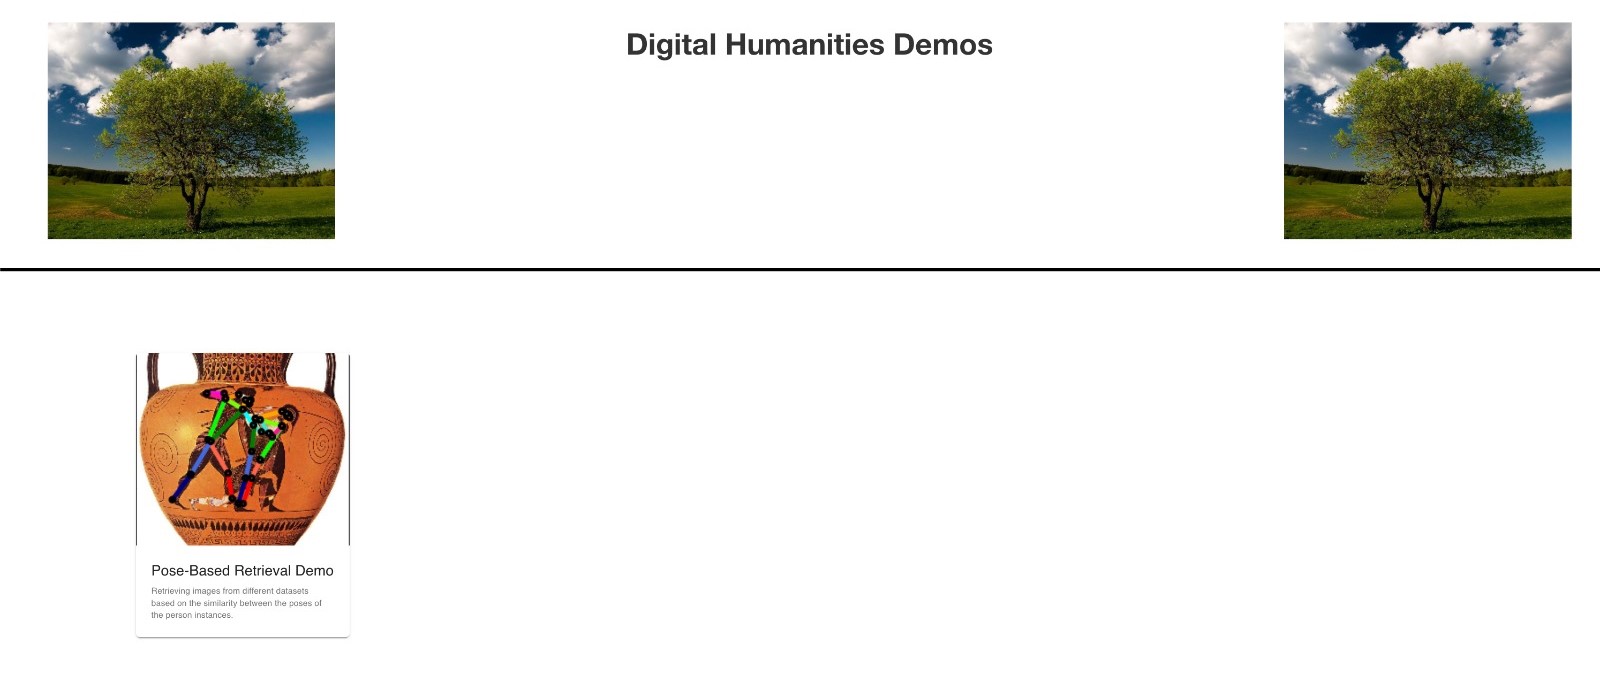 Digital Humanities Demos
Pose-Based Retrieval Demo
Retrieving images from different datasets
based on the similarity between the poses of
the person instances.